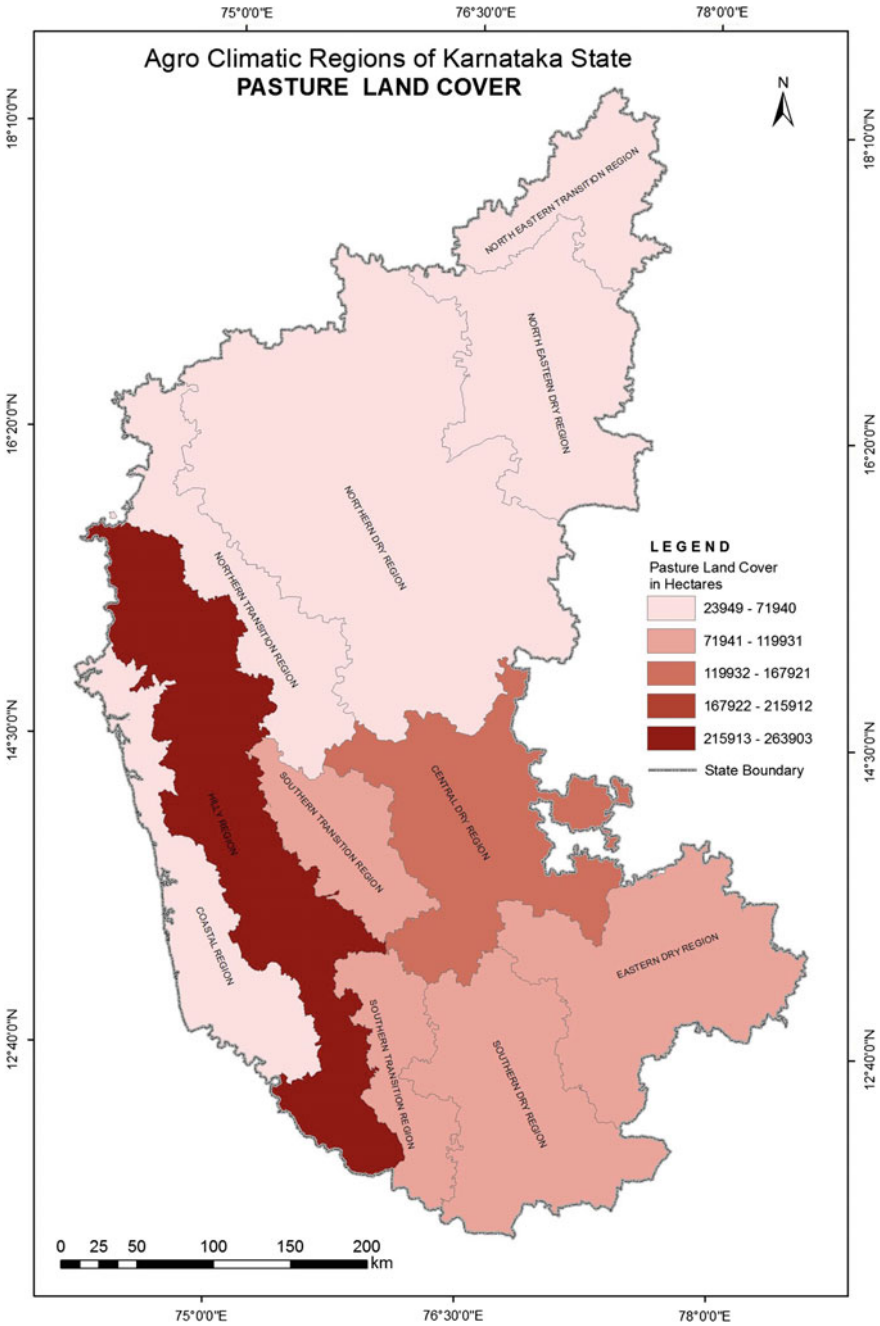 75°0'0"E 76°30'0"E 78°0'0"E
Agro Climatic Regions of Karnataka State
PASTURE LAND COVER
N
18°10'0"N
18°10'0"N
NORTH EASTERN TRANSITION REGION
NORTH EASTERN DRY REGION
16°20'0"N
16°20'0"N
NORTHERN DRY REGION
NORTHERN TRANSITION REGION
LEGEND
Pasture Land Cover
in Hectares
23949 - 71940
71941 - 119931
119932 - 167921
167922 - 215912
215913 - 263903
State Boundary
14°30'0"N
14°30'0"N
HILLY REGION
SOUTHERN TRANSITION REGION
CENTRAL DRY REGION
COASTAL REGION
EASTERN DRY REGION
SOUTHERN TRANSITION REGION
SOUTHERN DRY REGION
12°40'0"N
12°40'0"N
0 25 50 100 150 200
km
75°0'0"E 76°30'0"E 78°0'0"E